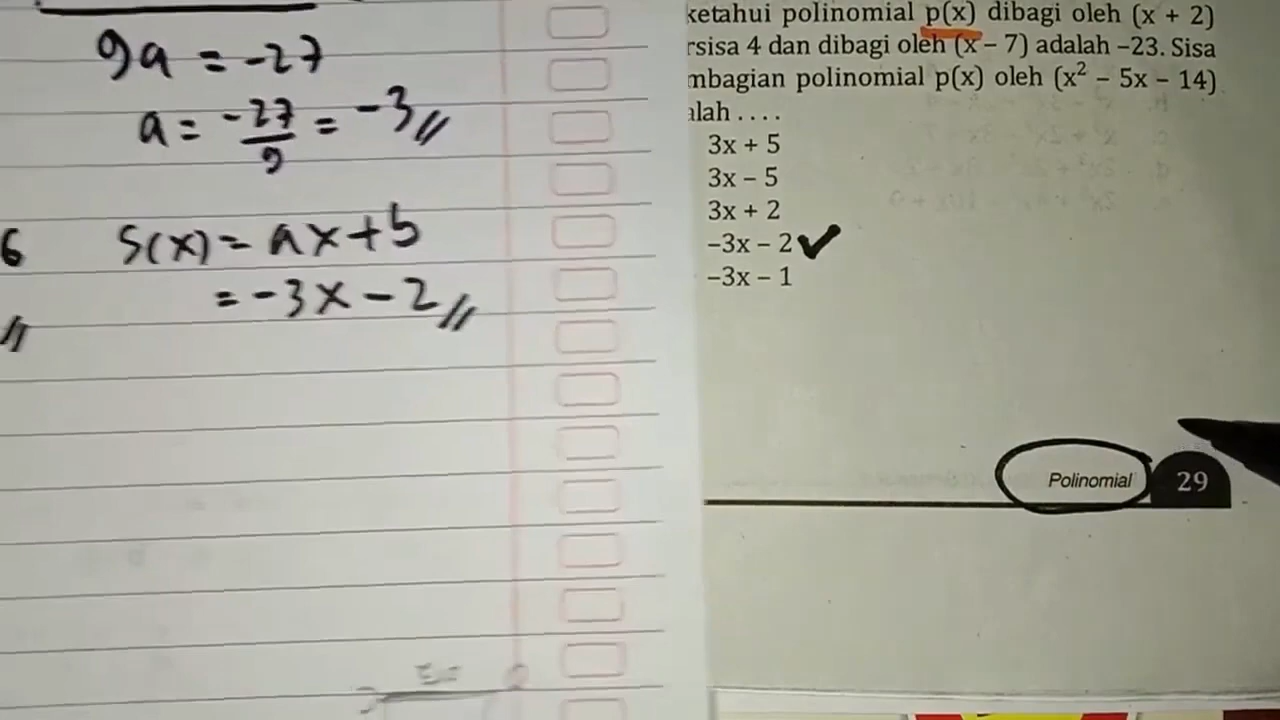 9a = -27
a = -27/9 = -3 //
6
s(x) = ax + b
= -3x - 2 //
//
ketahui polinomial p(x) dibagi oleh (x + 2)
rsisa 4 dan dibagi oleh (x – 7) adalah –23. Sisa
mbagian polinomial p(x) oleh (x² – 5x – 14)
alah . . . .
3x + 5
3x – 5
3x + 2
–3x – 2 ✓
–3x – 1
Polinomial 29